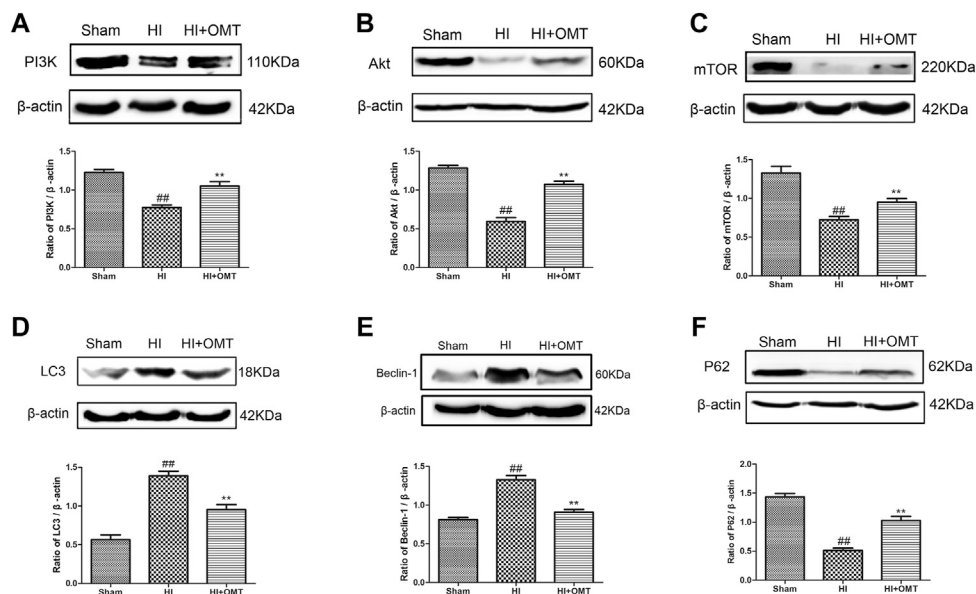 A
Sham HI HI+OMT
PI3K 110KDa
β-actin 42KDa
Ratio of PI3K / β-actin
1.5
1.0
0.5
0.0
##
**
Sham HI HI+OMT
B
Sham HI HI+OMT
Akt 60KDa
β-actin 42KDa
Ratio of Akt / β-actin
1.5
1.0
0.5
0.0
##
**
Sham HI HI+OMT
C
Sham HI HI+OMT
mTOR 220KDa
β-actin 42KDa
Ratio of mTOR / β-actin
1.5
1.0
0.5
0.0
##
**
Sham HI HI+OMT
D
Sham HI HI+OMT
LC3 18KDa
β-actin 42KDa
Ratio of LC3 / β-actin
1.5
1.0
0.5
0.0
##
**
Sham HI HI+OMT
E
Sham HI HI+OMT
Beclin-1 60KDa
β-actin 42KDa
Ratio of Beclin-1 / β-actin
1.5
1.0
0.5
0.0
##
**
Sham HI HI+OMT
F
Sham HI HI+OMT
P62 62KDa
β-actin 42KDa
Ratio of P62 / β-actin
2.0
1.5
1.0
0.5
0.0
##
**
Sham HI HI+OMT